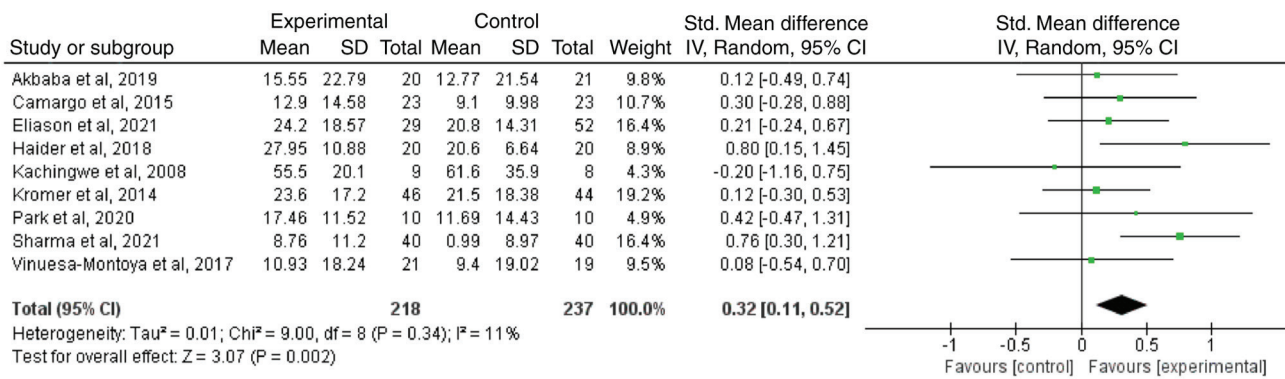 Experimental Control Std. Mean difference Std. Mean difference
Study or subgroup Mean SD Total Mean SD Total Weight IV, Random, 95% CI IV, Random, 95% CI
Akbaba et al, 2019 15.55 22.79 20 12.77 21.54 21 9.8% 0.12 [-0.49, 0.74]
Camargo et al, 2015 12.9 14.58 23 9.1 9.98 23 10.7% 0.30 [-0.28, 0.88]
Eliason et al, 2021 24.2 18.57 29 20.8 14.31 52 16.4% 0.21 [-0.24, 0.67]
Haider et al, 2018 27.95 10.88 20 20.6 6.64 20 8.9% 0.80 [0.15, 1.45]
Kachingwe et al, 2008 55.5 20.1 9 61.6 35.9 8 4.3% -0.20 [-1.16, 0.75]
Kromer et al, 2014 23.6 17.2 46 21.5 18.38 44 19.2% 0.12 [-0.30, 0.53]
Park et al, 2020 17.46 11.52 10 11.69 14.43 10 4.9% 0.42 [-0.47, 1.31]
Sharma et al, 2021 8.76 11.2 40 0.99 8.97 40 16.4% 0.76 [0.30, 1.21]
Vinuesa-Montoya et al, 2017 10.93 18.24 21 9.4 19.02 19 9.5% 0.08 [-0.54, 0.70]
Total (95% CI) 218 237 100.0% 0.32 [0.11, 0.52]
Heterogeneity: Tau² = 0.01; Chi² = 9.00, df = 8 (P = 0.34); I² = 11%
Test for overall effect: Z = 3.07 (P = 0.002)
-1 -0.5 0 0.5 1
Favours [control] Favours [experimental]